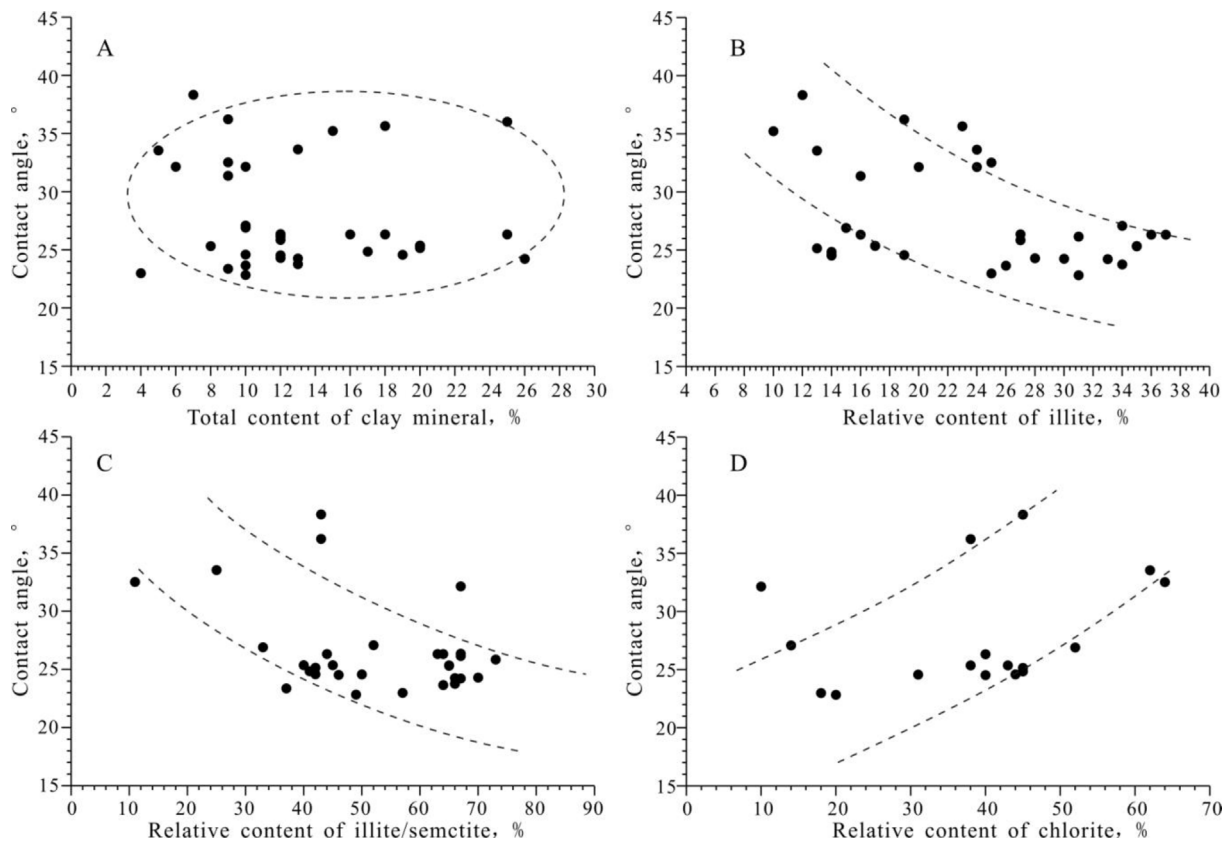 A
Contact angle, °
45
40
35
30
25
20
15
0 2 4 6 8 10 12 14 16 18 20 22 24 26 28 30
Total content of clay mineral, %
B
Contact angle, °
45
40
35
30
25
20
15
4 6 8 10 12 14 16 18 20 22 24 26 28 30 32 34 36 38 40
Relative content of illite, %
C
Contact angle, °
45
40
35
30
25
20
15
0 10 20 30 40 50 60 70 80 90
Relative content of illite/semctite, %
D
Contact angle, °
45
40
35
30
25
20
15
0 10 20 30 40 50 60 70
Relative content of chlorite, %